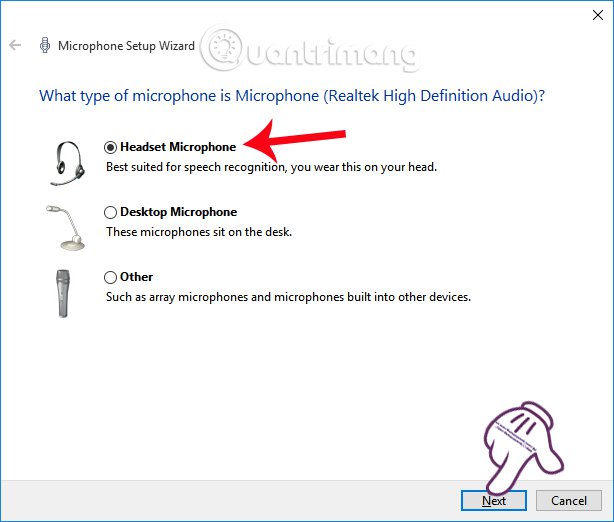 Microphone Setup Wizard
Quantrimang
What type of microphone is Microphone (Realtek High Definition Audio)?
Headset Microphone
Best suited for speech recognition, you wear this on your head.
Desktop Microphone
These microphones sit on the desk.
Other
Such as array microphones and microphones built into other devices.
Next
Cancel